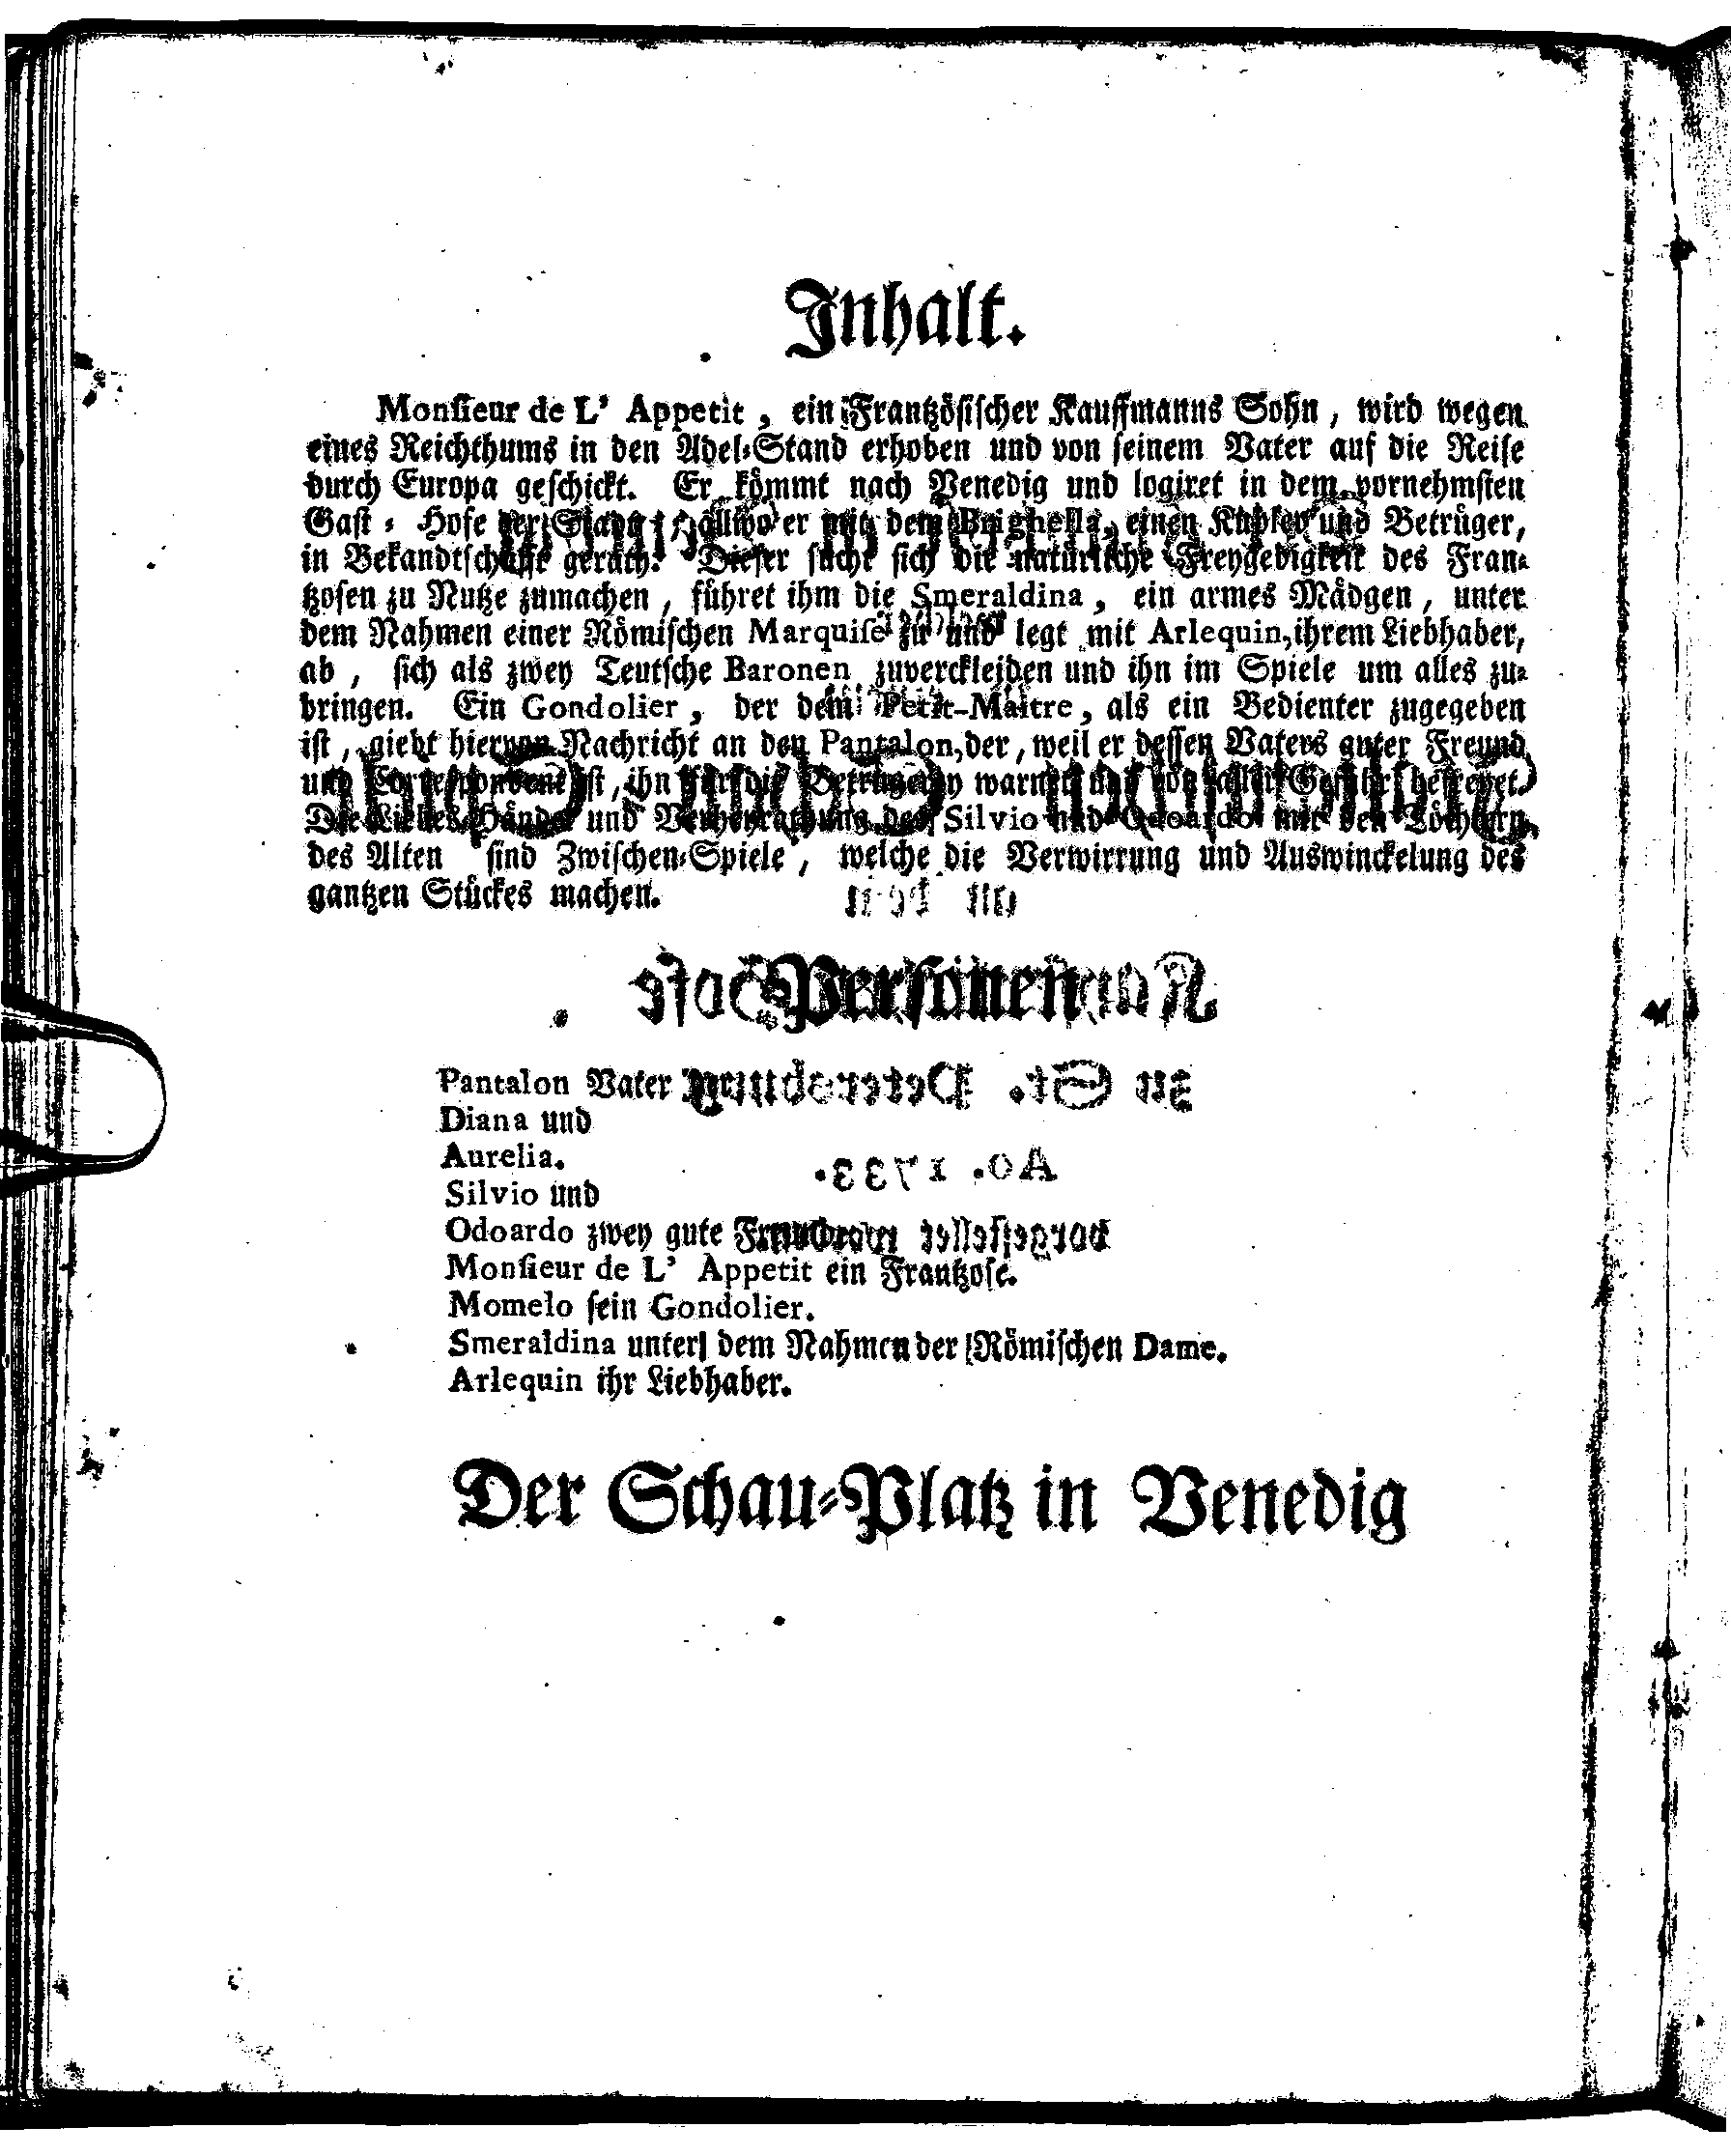 Inhalt.
Monsieur de L' Appetit, ein Frantzösischer Kauffmanns Sohn, wird wegen
eines Reichthums in den Adel-Stand erhoben und von seinem Vater auf die Reise
durch Europa geschickt. Er kömmt nach Venedig und logiret in dem vornehmsten
Gast-Hofe der Stadt, allwo er mit dem Brighella, einen Kupler und Betrüger,
in Bekandtschafft geräth. Dieser sucht sich die natürliche Freygebigkeit des Fran-
tzosen zu Nutze zumachen, führet ihm die Smeraldina, ein armes Mädgen, unter
dem Nahmen einer Römischen Marquise zu und legt mit Arlequin, ihrem Liebhaber,
ab, sich als zwey Teutsche Baronen zuverckleiden und ihn im Spiele um alles zu-
bringen. Ein Gondolier, der dem Petit-Maitre, als ein Bedienter zugegeben
ist, giebt hiervon Nachricht an den Pantalon, der, weil er dessen Vaters guter Freund
und Correspondent ist, ihn für die Betrügerey warnet und von aller Gefahr befreyet.
Die Liebes-Händel und Verheyrathung des Silvio und Odoardo mit den Töchtern
des Alten sind Zwischen-Spiele, welche die Verwirrung und Auswinckelung des
gantzen Stückes machen.
Personen
Pantalon Vater
Diana und
Aurelia.
Silvio und
Odoardo zwey gute Freunde
Monsieur de L' Appetit ein Frantzose.
Momelo sein Gondolier.
Smeraldina unter dem Nahmen der Römischen Dame.
Arlequin ihr Liebhaber.
Der Schau-Platz in Venedig